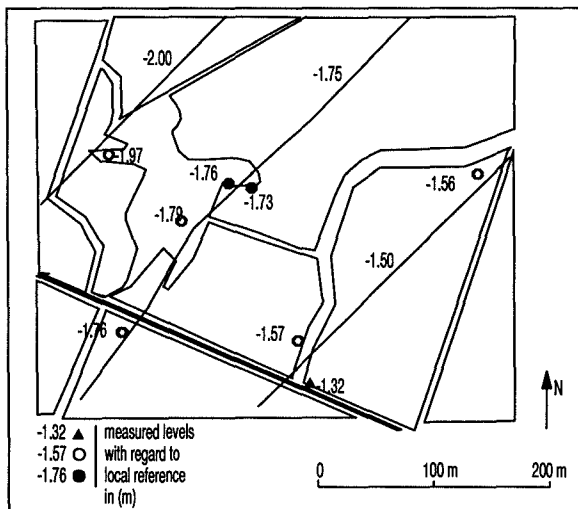 -2.00
-1.75
-1.97
-1.76
-1.73
-1.56
-1.79
-1.50
-1.76
-1.57
-1.32
N
-1.32 ▲ measured levels
-1.57 ○ with regard to
-1.76 ● local reference
in (m)
0 100 m 200 m